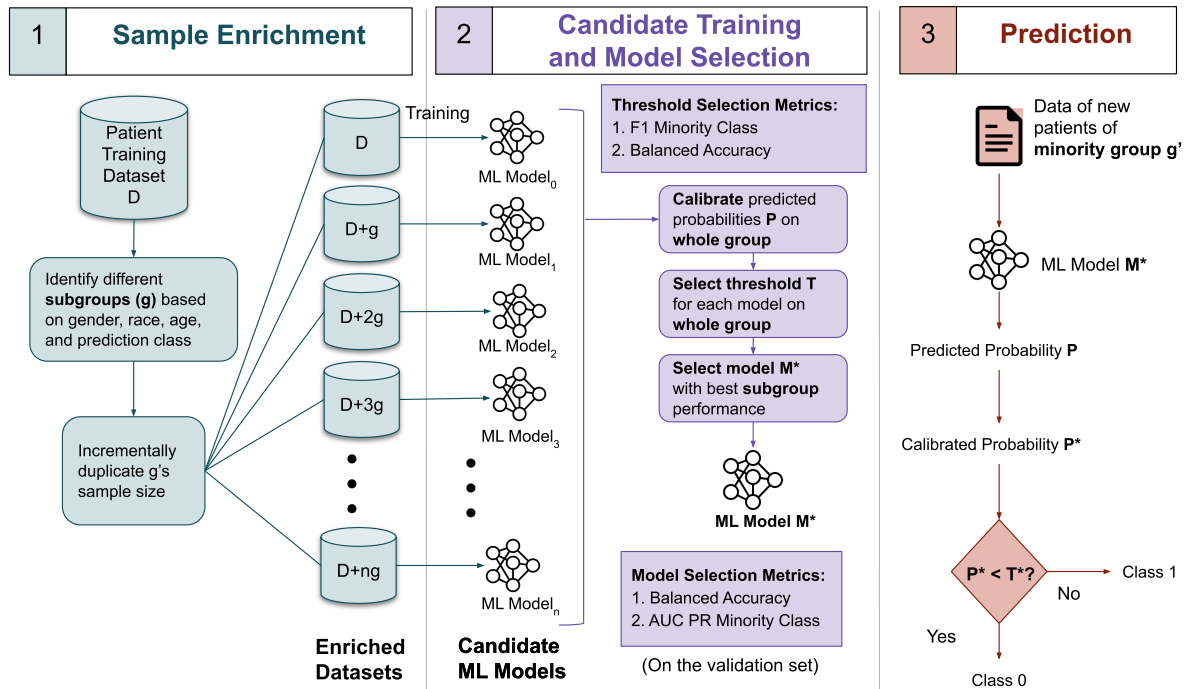 1
Sample Enrichment
Patient
Training
Dataset
D
Identify different
subgroups (g) based
on gender, race, age,
and prediction class
Incrementally
duplicate g's
sample size
D
D+g
D+2g
D+3g
D+ng
Enriched
Datasets
2
Candidate Training
and Model Selection
Training
ML Model0
ML Model1
ML Model2
ML Model3
ML Modeln
Candidate
ML Models
Threshold Selection Metrics:
1. F1 Minority Class
2. Balanced Accuracy
Calibrate predicted
probabilities P on
whole group
Select threshold T
for each model on
whole group
Select model M*
with best subgroup
performance
ML Model M*
Model Selection Metrics:
1. Balanced Accuracy
2. AUC PR Minority Class
(On the validation set)
3
Prediction
Data of new
patients of
minority group g'
ML Model M*
Predicted Probability P
Calibrated Probability P*
P* < T*?
No
Class 1
Yes
Class 0